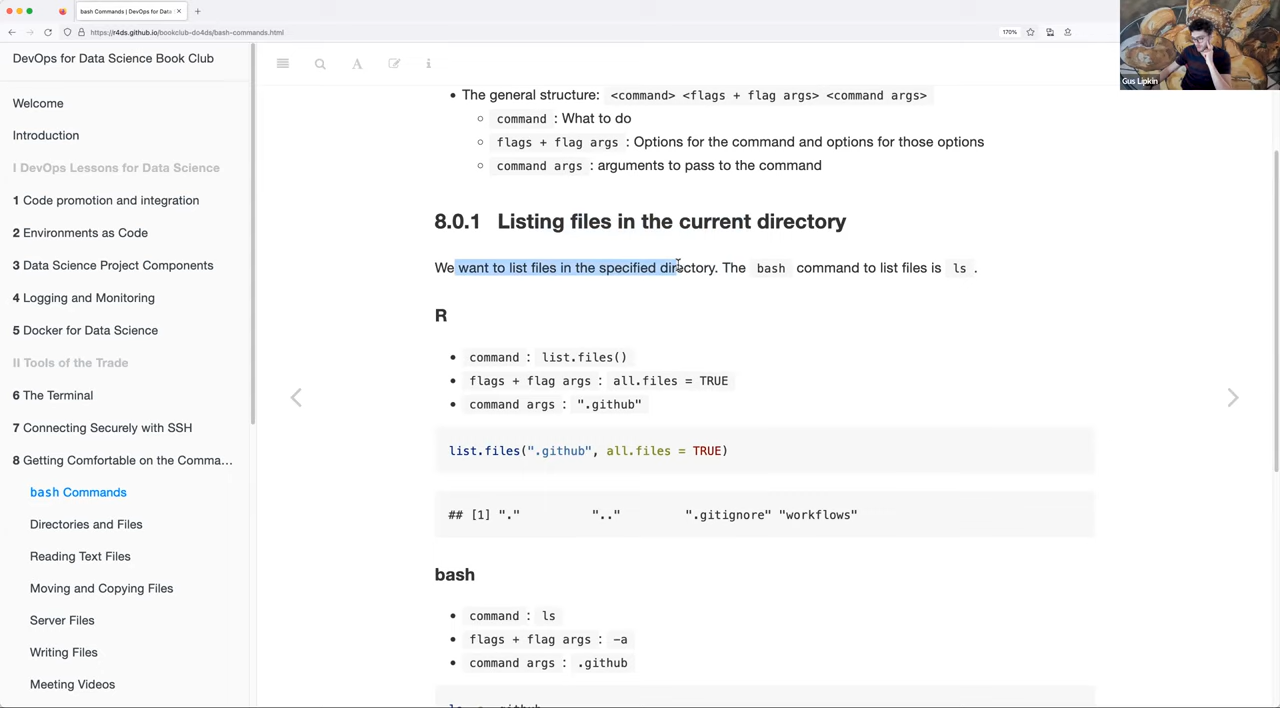 bash Commands | DevOps for Data
https://r4ds.github.io/bookclub-do4ds/bash-commands.html
170%
Gus Lipkin
DevOps for Data Science Book Club
Welcome
Introduction
I DevOps Lessons for Data Science
1 Code promotion and integration
2 Environments as Code
3 Data Science Project Components
4 Logging and Monitoring
5 Docker for Data Science
II Tools of the Trade
6 The Terminal
7 Connecting Securely with SSH
8 Getting Comfortable on the Comma…
bash Commands
Directories and Files
Reading Text Files
Moving and Copying Files
Server Files
Writing Files
Meeting Videos
• The general structure: <command> <flags + flag args> <command args>
command : What to do
flags + flag args : Options for the command and options for those options
command args : arguments to pass to the command
8.0.1 Listing files in the current directory
We want to list files in the specified directory. The bash command to list files is ls .
R
• command : list.files()
• flags + flag args : all.files = TRUE
• command args : ".github"
list.files(".github", all.files = TRUE)
## [1] "." ".." ".gitignore" "workflows"
bash
• command : ls
• flags + flag args : -a
• command args : .github